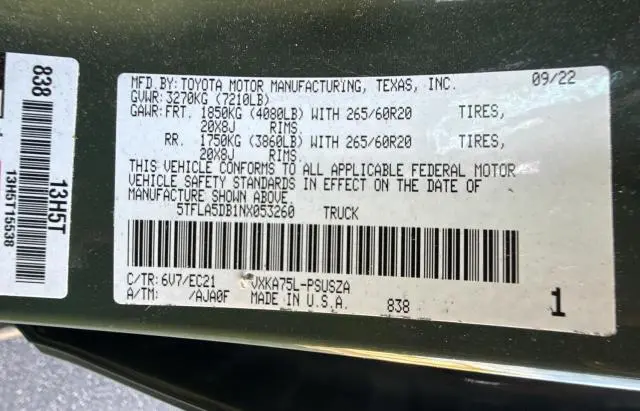 838
13H5T
13H5T15538
MFD.BY:TOYOTA MOTOR MANUFACTURING, TEXAS, INC. 09/22
GVWR:3270KG (7210LB)
GAWR:FRT. 1850KG (4080LB) WITH 265/60R20 TIRES,
20X8J RIMS.
RR. 1750KG (3860LB) WITH 265/60R20 TIRES,
20X8J RIMS.
THIS VEHICLE CONFORMS TO ALL APPLICABLE FEDERAL MOTOR
VEHICLE SAFETY STANDARDS IN EFFECT ON THE DATE OF
MANUFACTURE SHOWN ABOVE
5TFLA5DB1NX053260 TRUCK
C/TR:6V7/EC21 VXKA75L-PSUSZA
A/TM: /AJA0F MADE IN U.S.A. 838 1